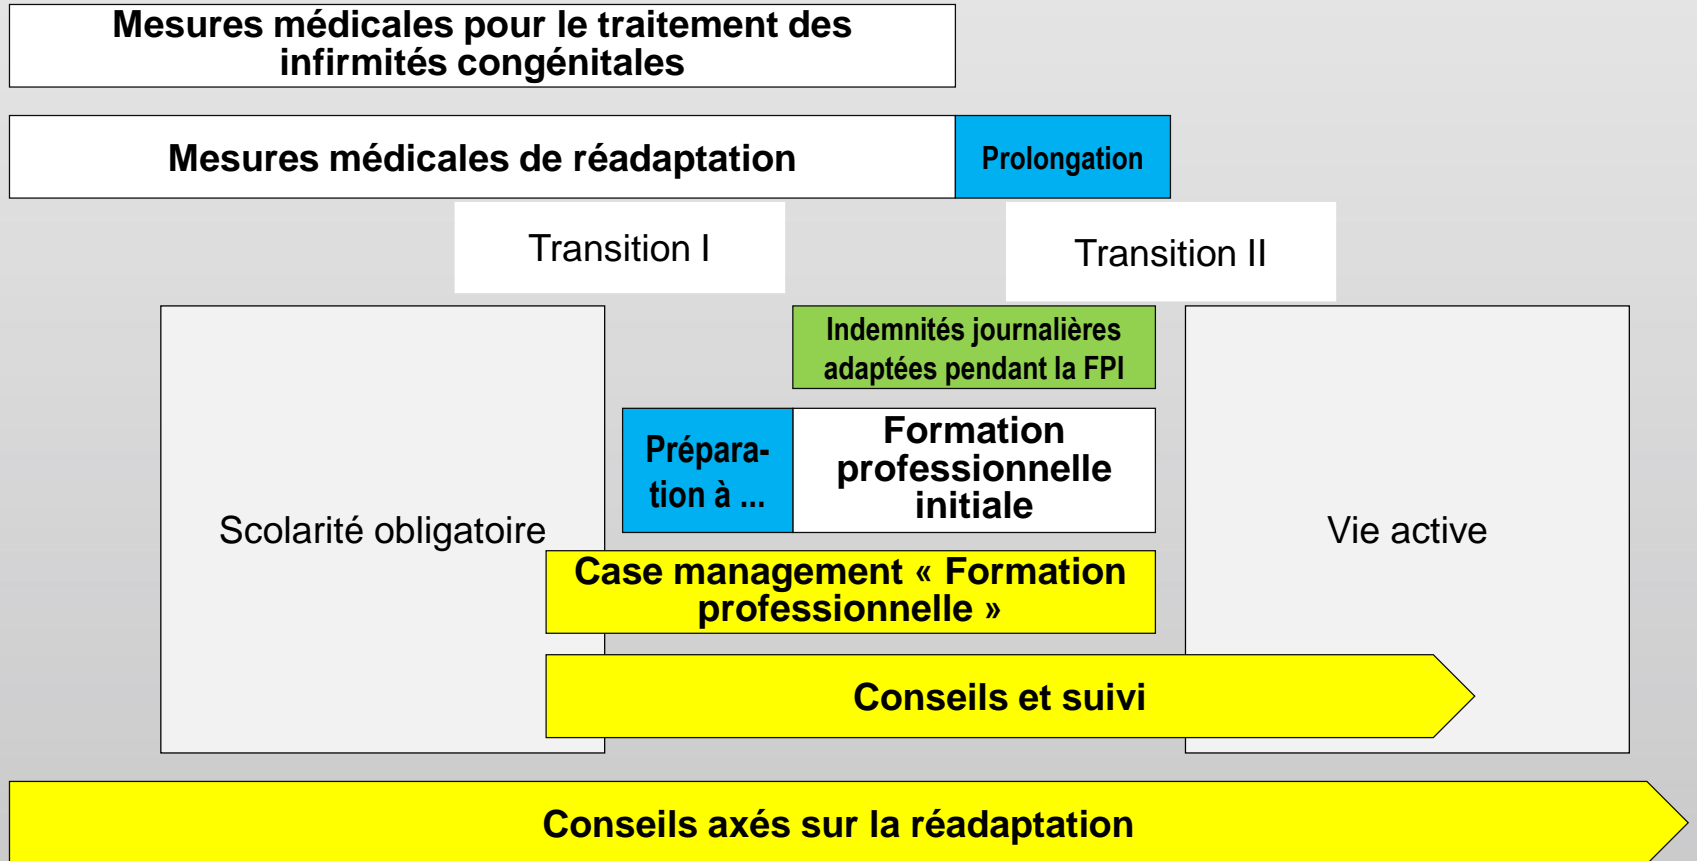 Mesures médicales pour le traitement des
infirmités congénitales
Mesures médicales de réadaptation
Prolongation
Transition I
Transition II
Indemnités journalières
adaptées pendant la FPI
Prépara-
tion à ...
Formation
professionnelle
initiale
Scolarité obligatoire
Vie active
Case management « Formation
professionnelle »
Conseils et suivi
Conseils axés sur la réadaptation